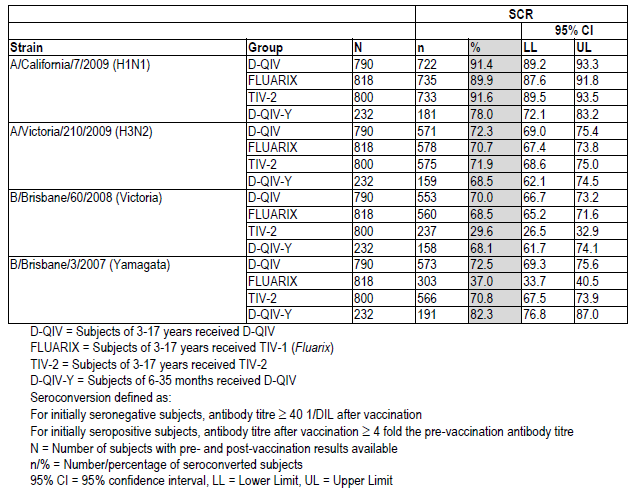 SCR
95% CI
Strain Group N n % LL UL
A/California/7/2009 (H1N1) D-QIV 790 722 91.4 89.2 93.3
FLUARIX 818 735 89.9 87.6 91.8
TIV-2 800 733 91.6 89.5 93.5
D-QIV-Y 232 181 78.0 72.1 83.2
A/Victoria/210/2009 (H3N2) D-QIV 790 571 72.3 69.0 75.4
FLUARIX 818 578 70.7 67.4 73.8
TIV-2 800 575 71.9 68.6 75.0
D-QIV-Y 232 159 68.5 62.1 74.5
B/Brisbane/60/2008 (Victoria) D-QIV 790 553 70.0 66.7 73.2
FLUARIX 818 560 68.5 65.2 71.6
TIV-2 800 237 29.6 26.5 32.9
D-QIV-Y 232 158 68.1 61.7 74.1
B/Brisbane/3/2007 (Yamagata) D-QIV 790 573 72.5 69.3 75.6
FLUARIX 818 303 37.0 33.7 40.5
TIV-2 800 566 70.8 67.5 73.9
D-QIV-Y 232 191 82.3 76.8 87.0
D-QIV = Subjects of 3-17 years received D-QIV
FLUARIX = Subjects of 3-17 years received TIV-1 (Fluarix)
TIV-2 = Subjects of 3-17 years received TIV-2
D-QIV-Y = Subjects of 6-35 months received D-QIV
Seroconversion defined as:
For initially seronegative subjects, antibody titre ≥ 40 1/DIL after vaccination
For initially seropositive subjects, antibody titre after vaccination ≥ 4 fold the pre-vaccination antibody titre
N = Number of subjects with pre- and post-vaccination results available
n/% = Number/percentage of seroconverted subjects
95% CI = 95% confidence interval, LL = Lower Limit, UL = Upper Limit